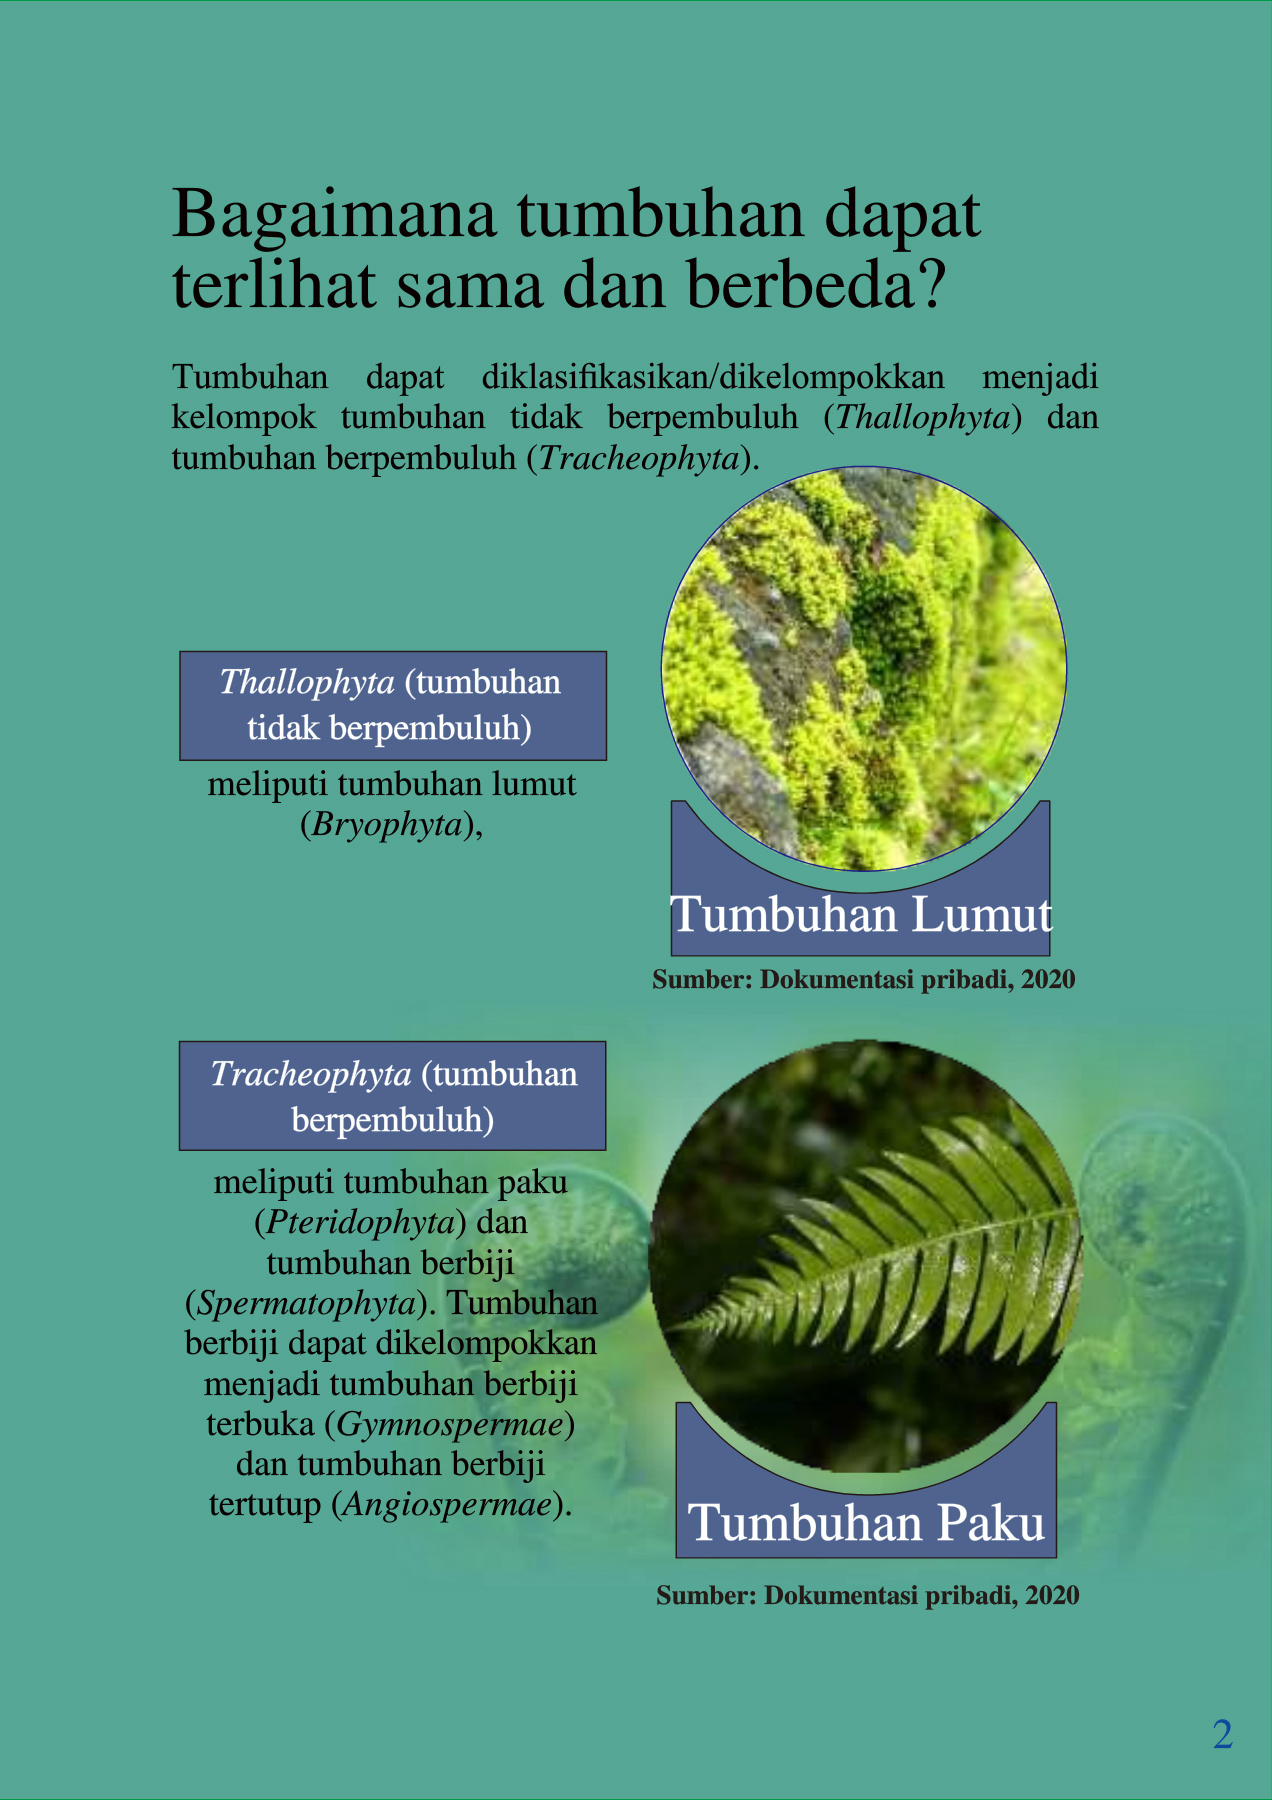 Bagaimana tumbuhan dapat
terlihat sama dan berbeda?
Tumbuhan dapat diklasifikasikan/dikelompokkan menjadi
kelompok tumbuhan tidak berpembuluh (Thallophyta) dan
tumbuhan berpembuluh (Tracheophyta).
Thallophyta (tumbuhan
tidak berpembuluh)
meliputi tumbuhan lumut
(Bryophyta),
Tumbuhan Lumut
Sumber: Dokumentasi pribadi, 2020
Tracheophyta (tumbuhan
berpembuluh)
meliputi tumbuhan paku
(Pteridophyta) dan
tumbuhan berbiji
(Spermatophyta). Tumbuhan
berbiji dapat dikelompokkan
menjadi tumbuhan berbiji
terbuka (Gymnospermae)
dan tumbuhan berbiji
tertutup (Angiospermae).
Tumbuhan Paku
Sumber: Dokumentasi pribadi, 2020
2